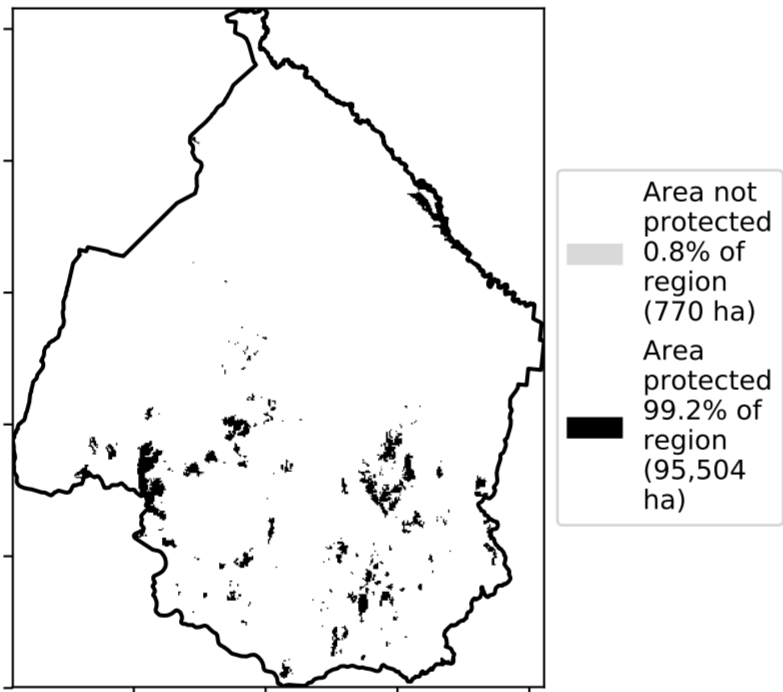 Area not
protected
0.8% of
region
(770 ha)
Area
protected
99.2% of
region
(95,504
ha)